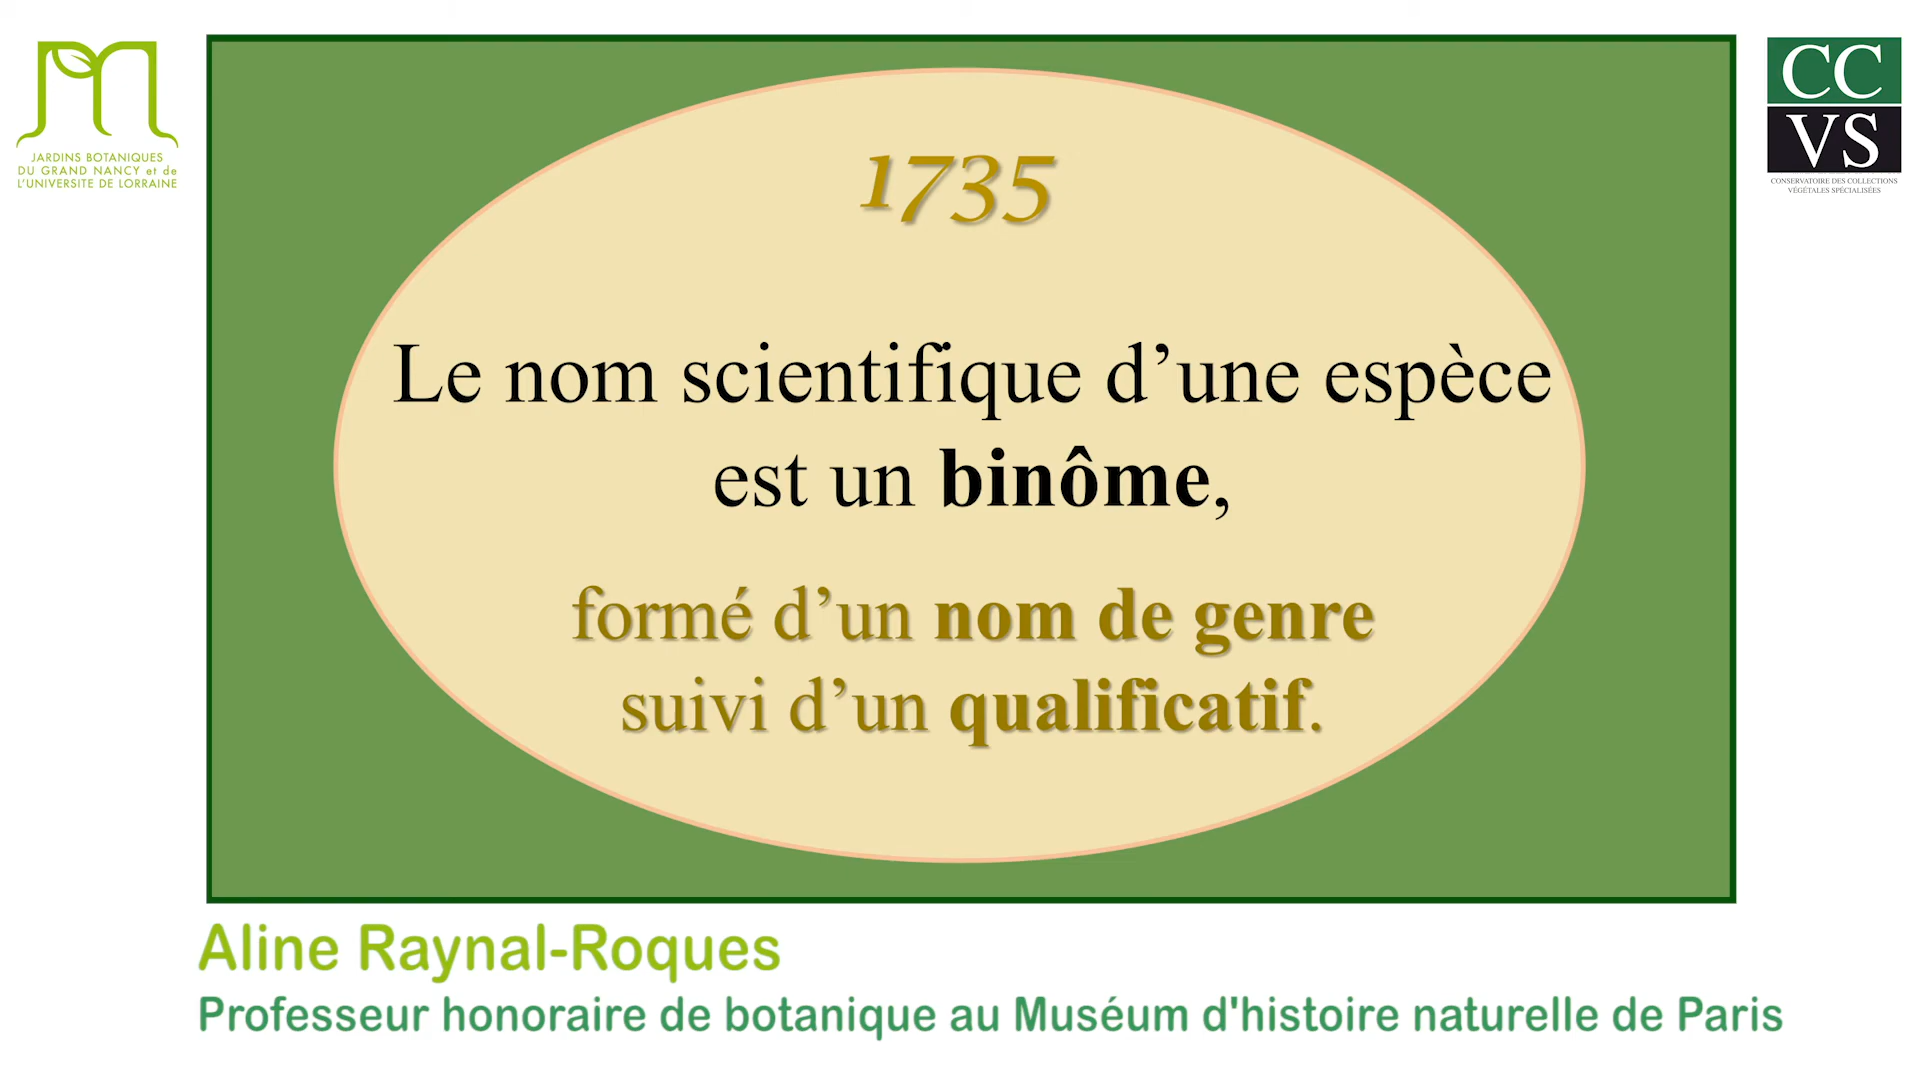 JARDINS BOTANIQUES
DU GRAND NANCY et de
L'UNIVERSITE DE LORRAINE
CC
VS
CONSERVATOIRE DES COLLECTIONS
VÉGÉTALES SPÉCIALISÉES
1735
Le nom scientifique d’une espèce
est un binôme,
formé d’un nom de genre
suivi d’un qualificatif.
Aline Raynal-Roques
Professeur honoraire de botanique au Muséum d'histoire naturelle de Paris